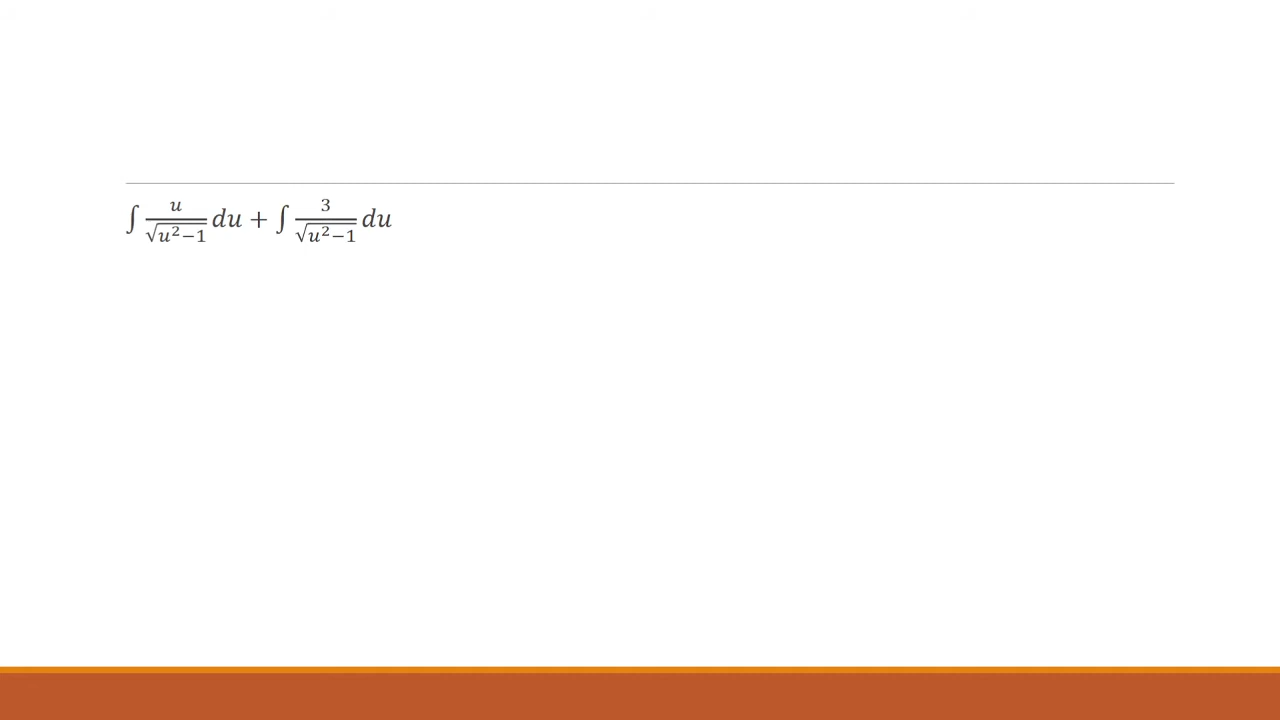 ∫ u/√(u²−1) du + ∫ 3/√(u²−1) du